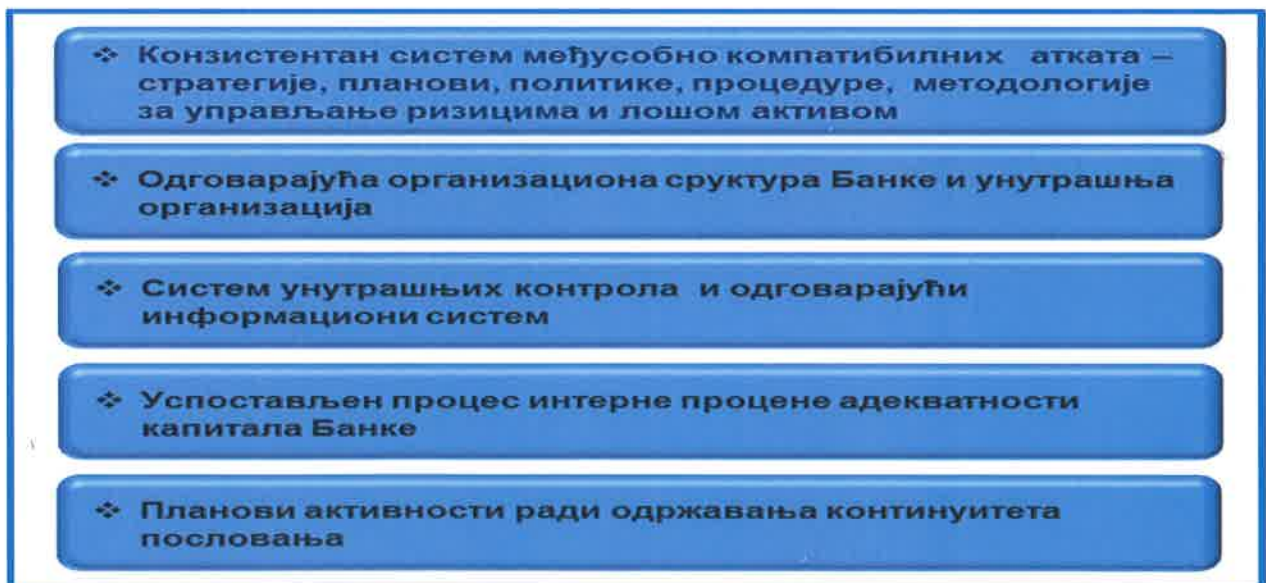 ❖ Конзистентан систем међусобно компатибилних атката –
стратегије, планови, политике, процедуре, методологије
за управљање ризицима и лошом активом
❖ Одговарајућа организациона сруктура Банке и унутрашња
организација
❖ Систем унутрашњих контрола и одговарајући
информациони систем
❖ Успостављен процес интерне процене адекватности
капитала Банке
❖ Планови активности ради одржавања континуитета
пословања